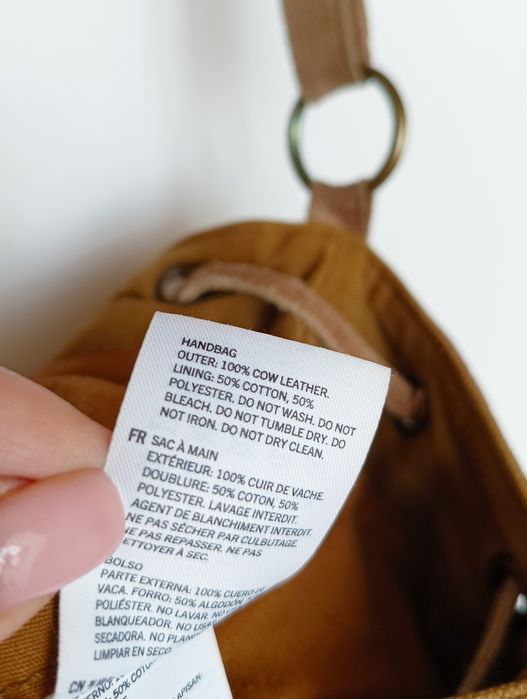 HANDBAG
OUTER: 100% COW LEATHER.
LINING: 50% COTTON, 50%
POLYESTER. DO NOT WASH. DO NOT
BLEACH. DO NOT TUMBLE DRY. DO
NOT IRON. DO NOT DRY CLEAN.
FR SAC À MAIN
EXTÉRIEUR: 100% CUIR DE VACHE.
DOUBLURE: 50% COTON, 50%
POLYESTER. LAVAGE INTERDIT.
AGENT DE BLANCHIMENT INTERDIT.
NE PAS SÉCHER PAR CULBUTAGE.
NE PAS REPASSER. NE PAS
NETTOYER À SEC.
BOLSO
PARTE EXTERNA: 100% CUERO DE
VACA. FORRO: 50% ALGODÓN,
POLIÉSTER. NO LAVAR. NO
BLANQUEADOR. NO
SECADORA. NO
LIMPIAR EN SECO
CN